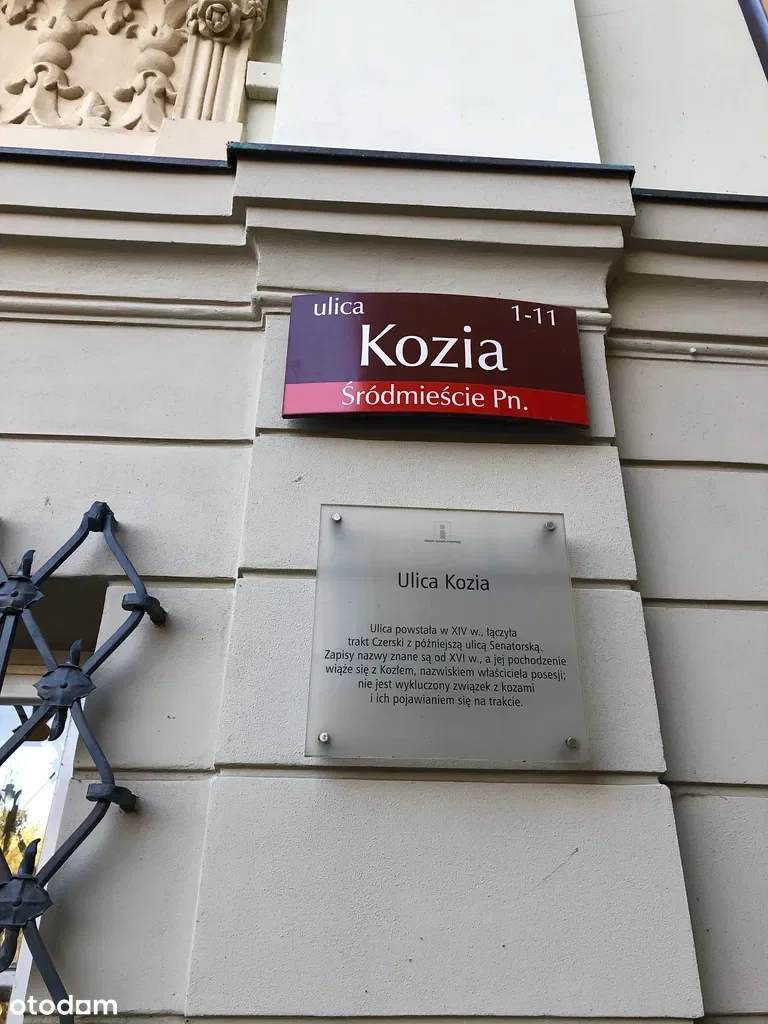 ulica 1-11
Kozia
Śródmieście Pn.
i
Ulica Kozia
Ulica powstała w XIV w., łączyła
trakt Czerski z późniejszą ulicą Senatorską.
Zapisy nazwy znane są od XVI w., a jej pochodzenie
wiąże się z Kozłem, nazwiskiem właściciela posesji;
nie jest wykluczony związek z kozami
i ich pojawianiem się na trakcie.
otodom